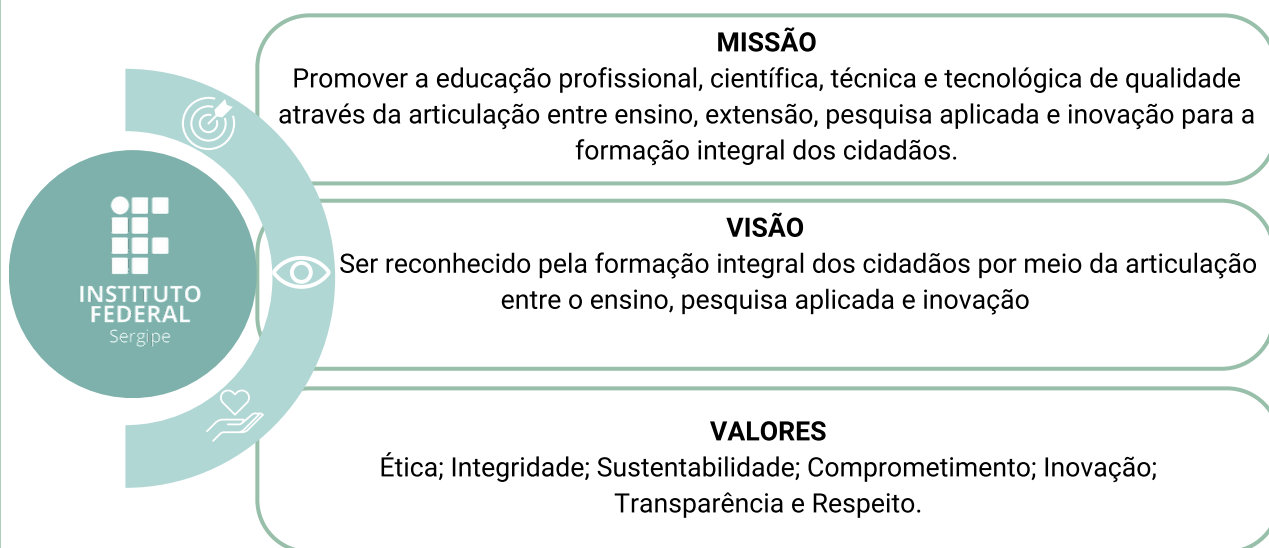 INSTITUTO
FEDERAL
Sergipe
MISSÃO
Promover a educação profissional, científica, técnica e tecnológica de qualidade
através da articulação entre ensino, extensão, pesquisa aplicada e inovação para a
formação integral dos cidadãos.
VISÃO
Ser reconhecido pela formação integral dos cidadãos por meio da articulação
entre o ensino, pesquisa aplicada e inovação
VALORES
Ética; Integridade; Sustentabilidade; Comprometimento; Inovação;
Transparência e Respeito.